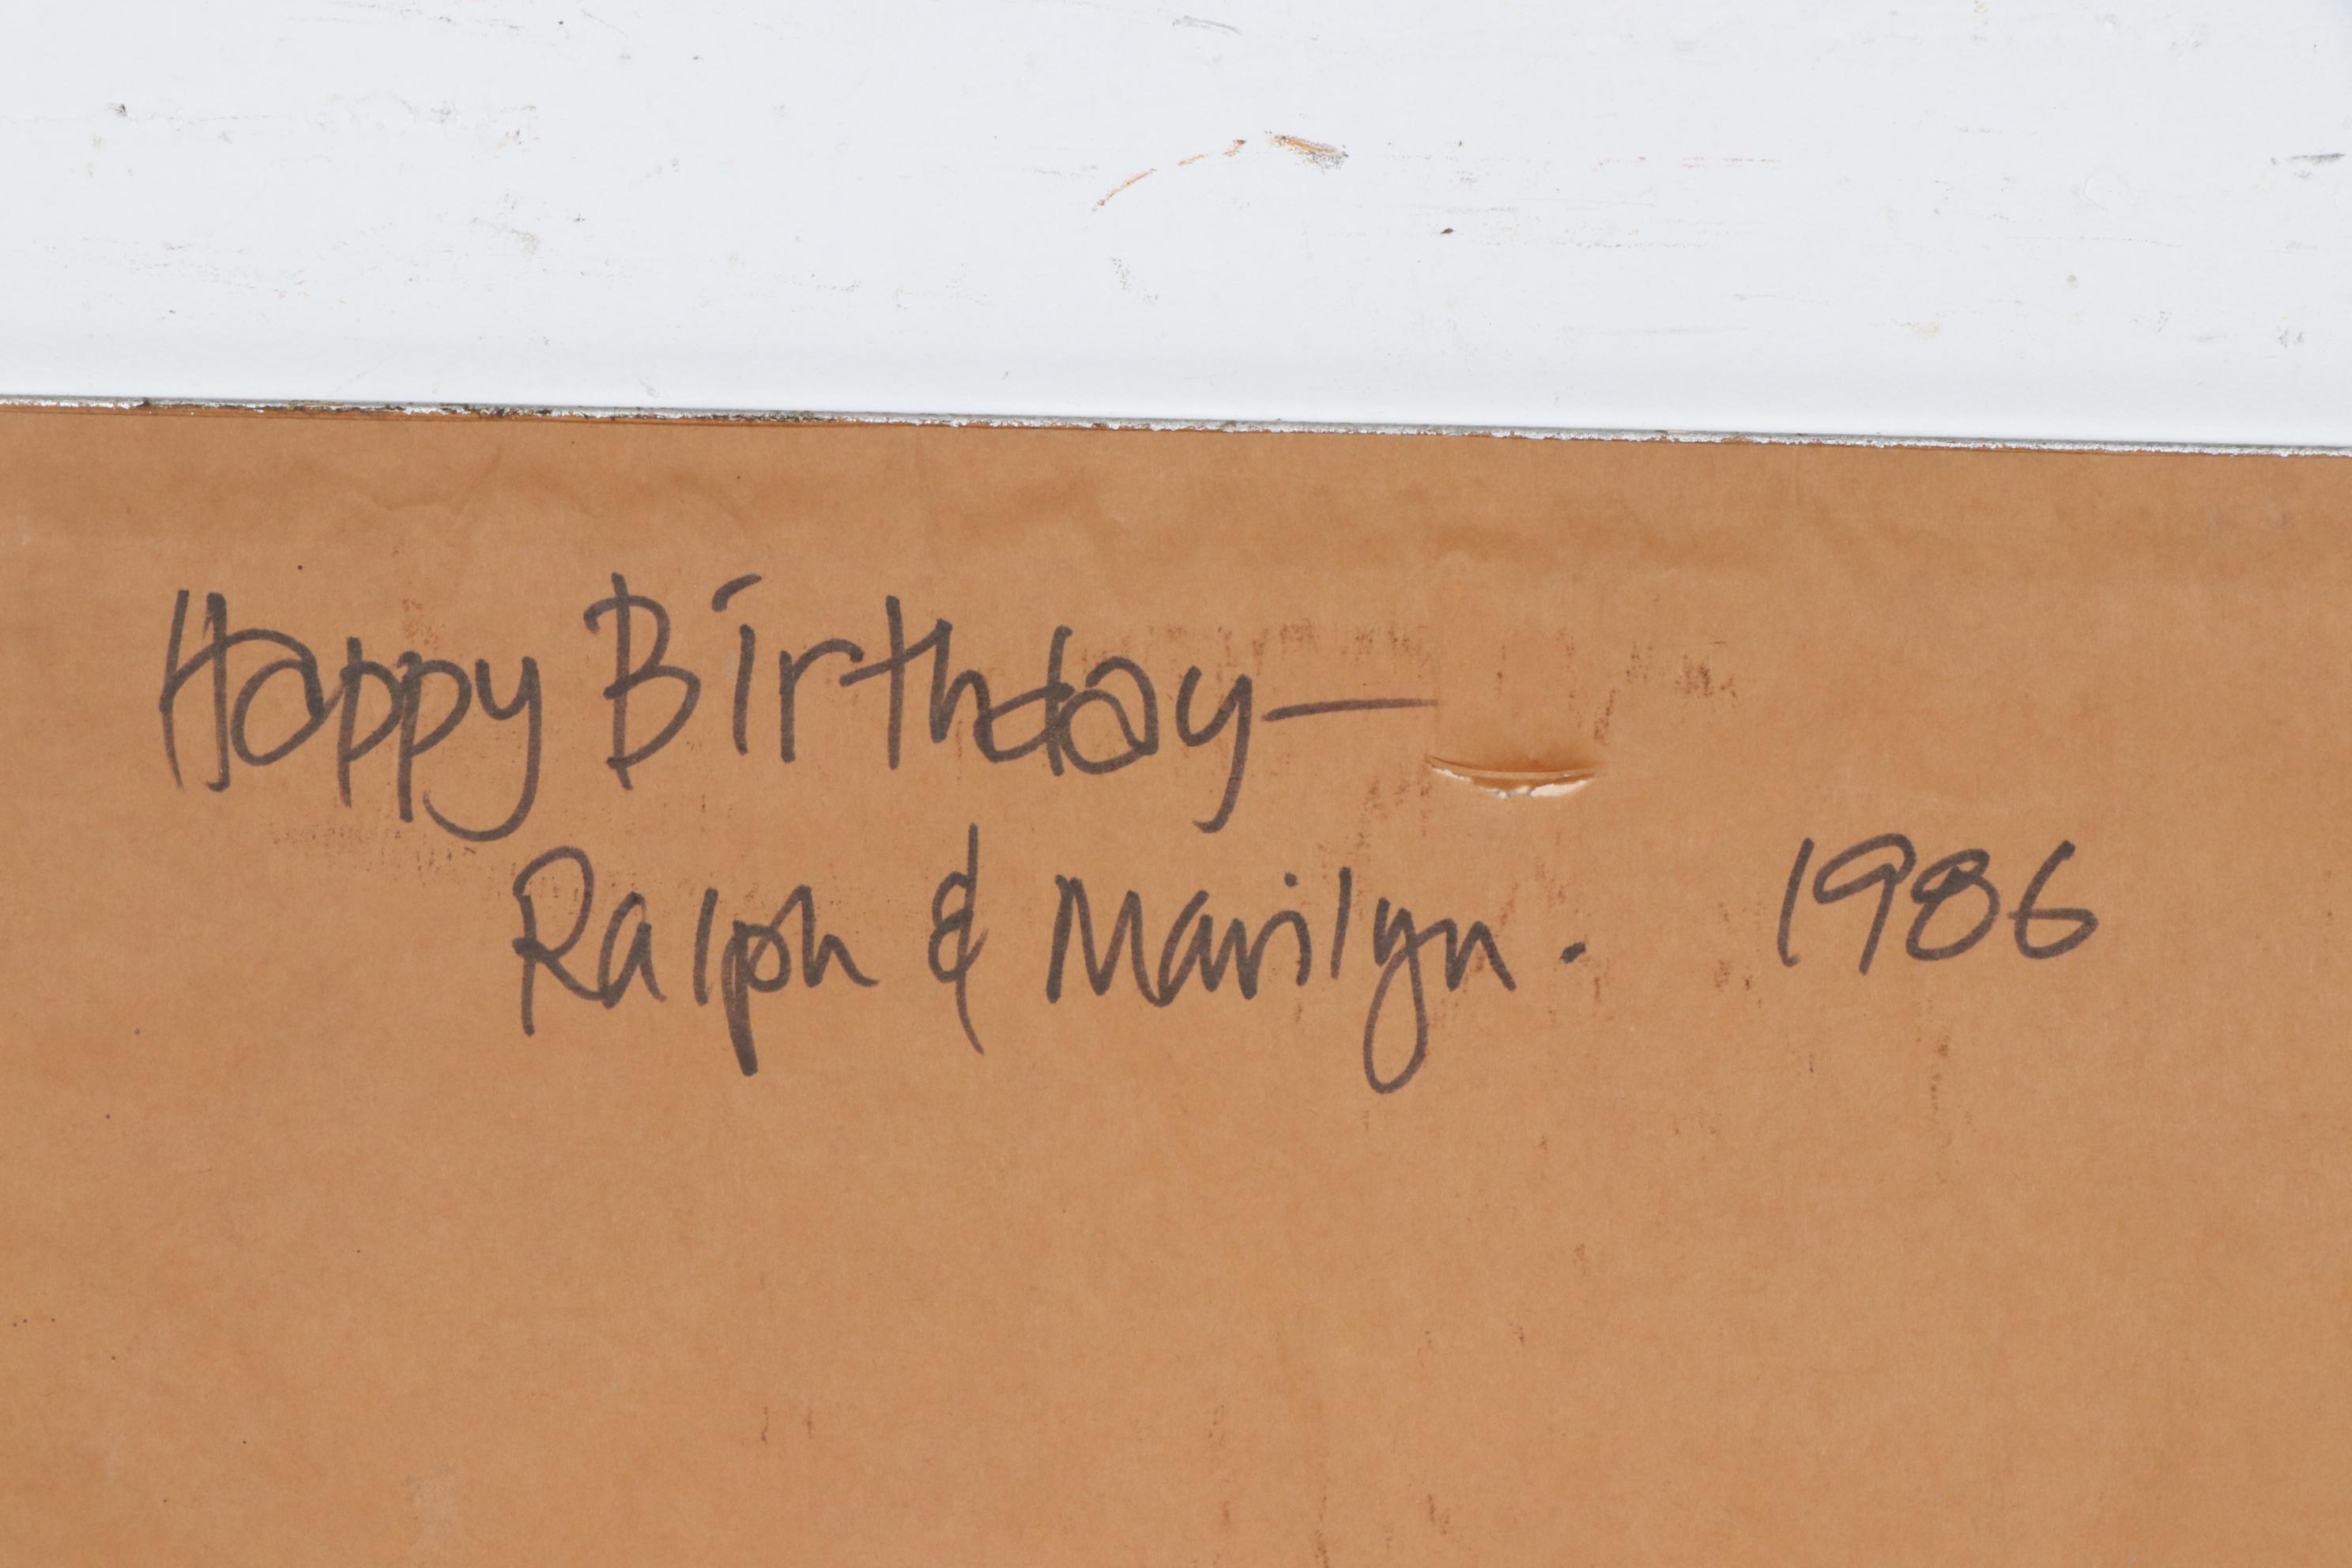 Happy Birthday—
Ralph & Marilyn. 1986